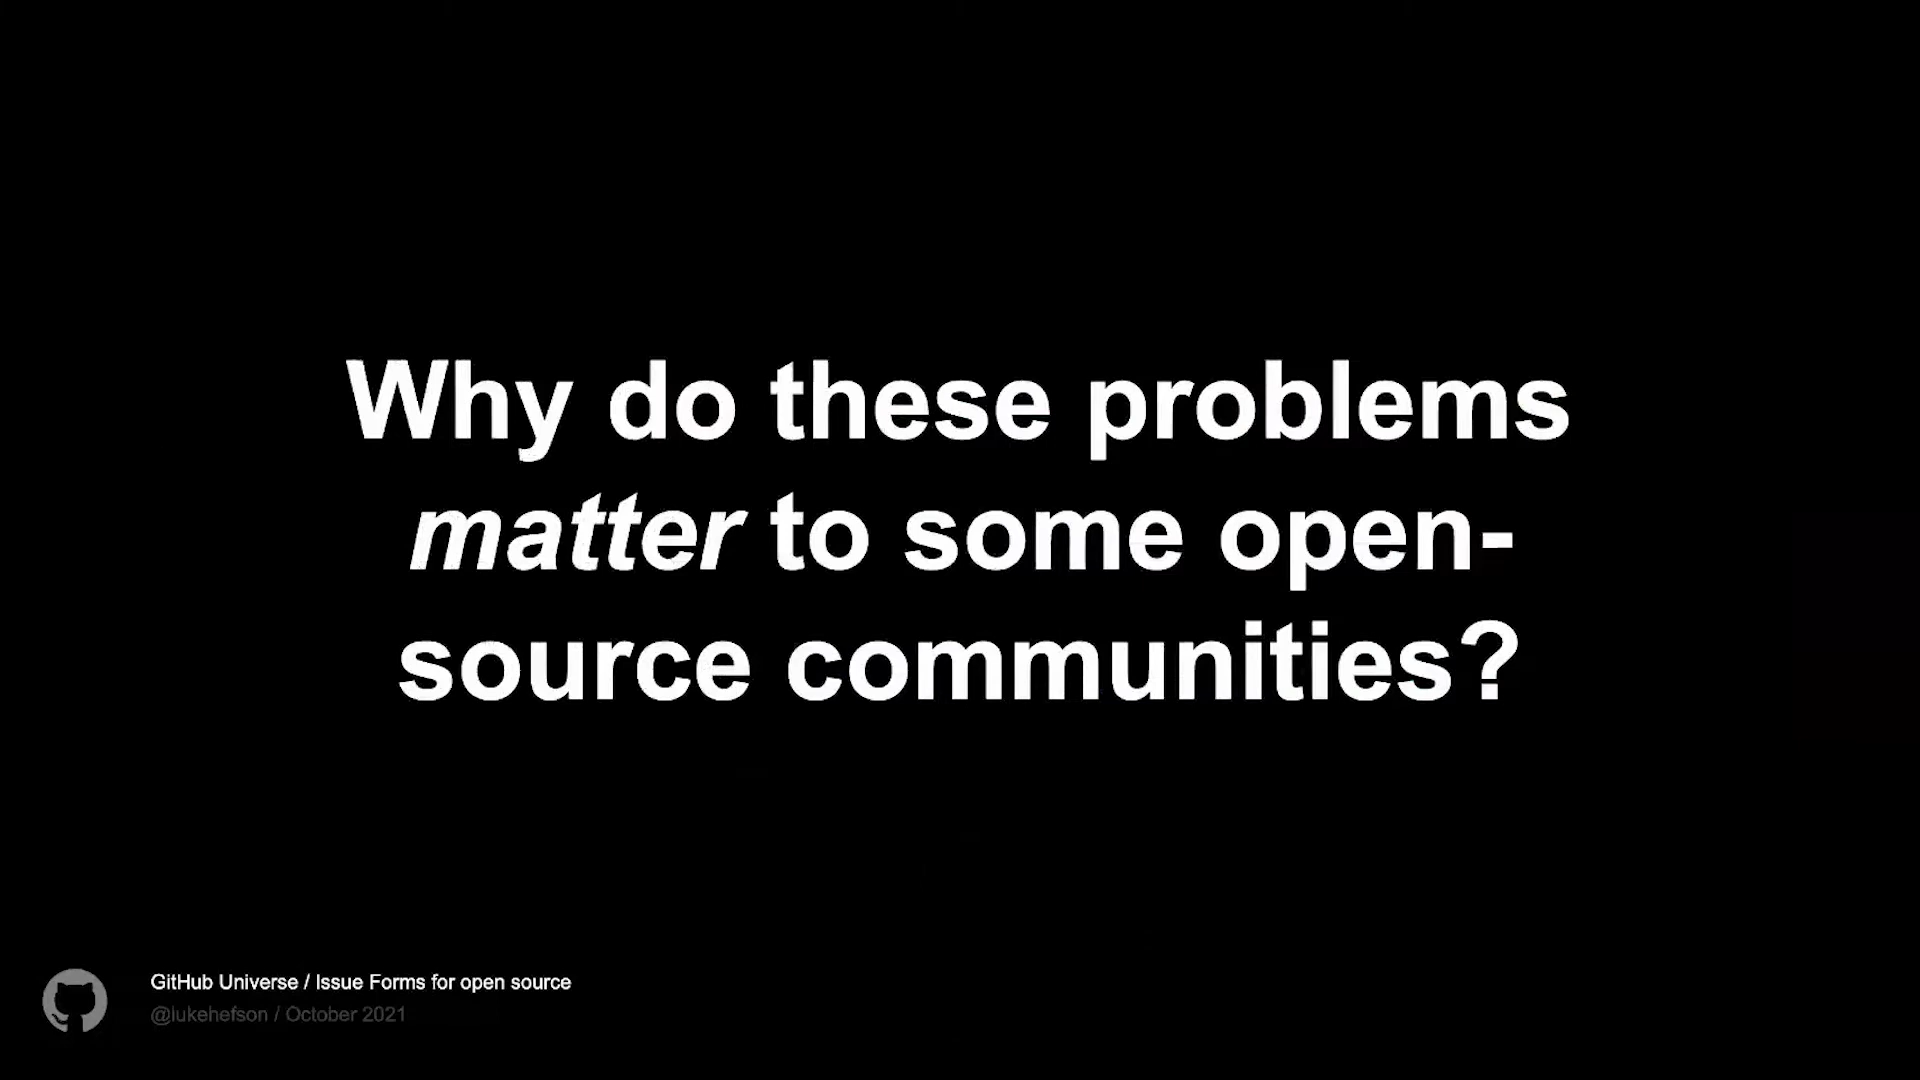 Why do these problems
matter to some open-
source communities?
GitHub Universe / Issue Forms for open source
@lukehefson / October 2021